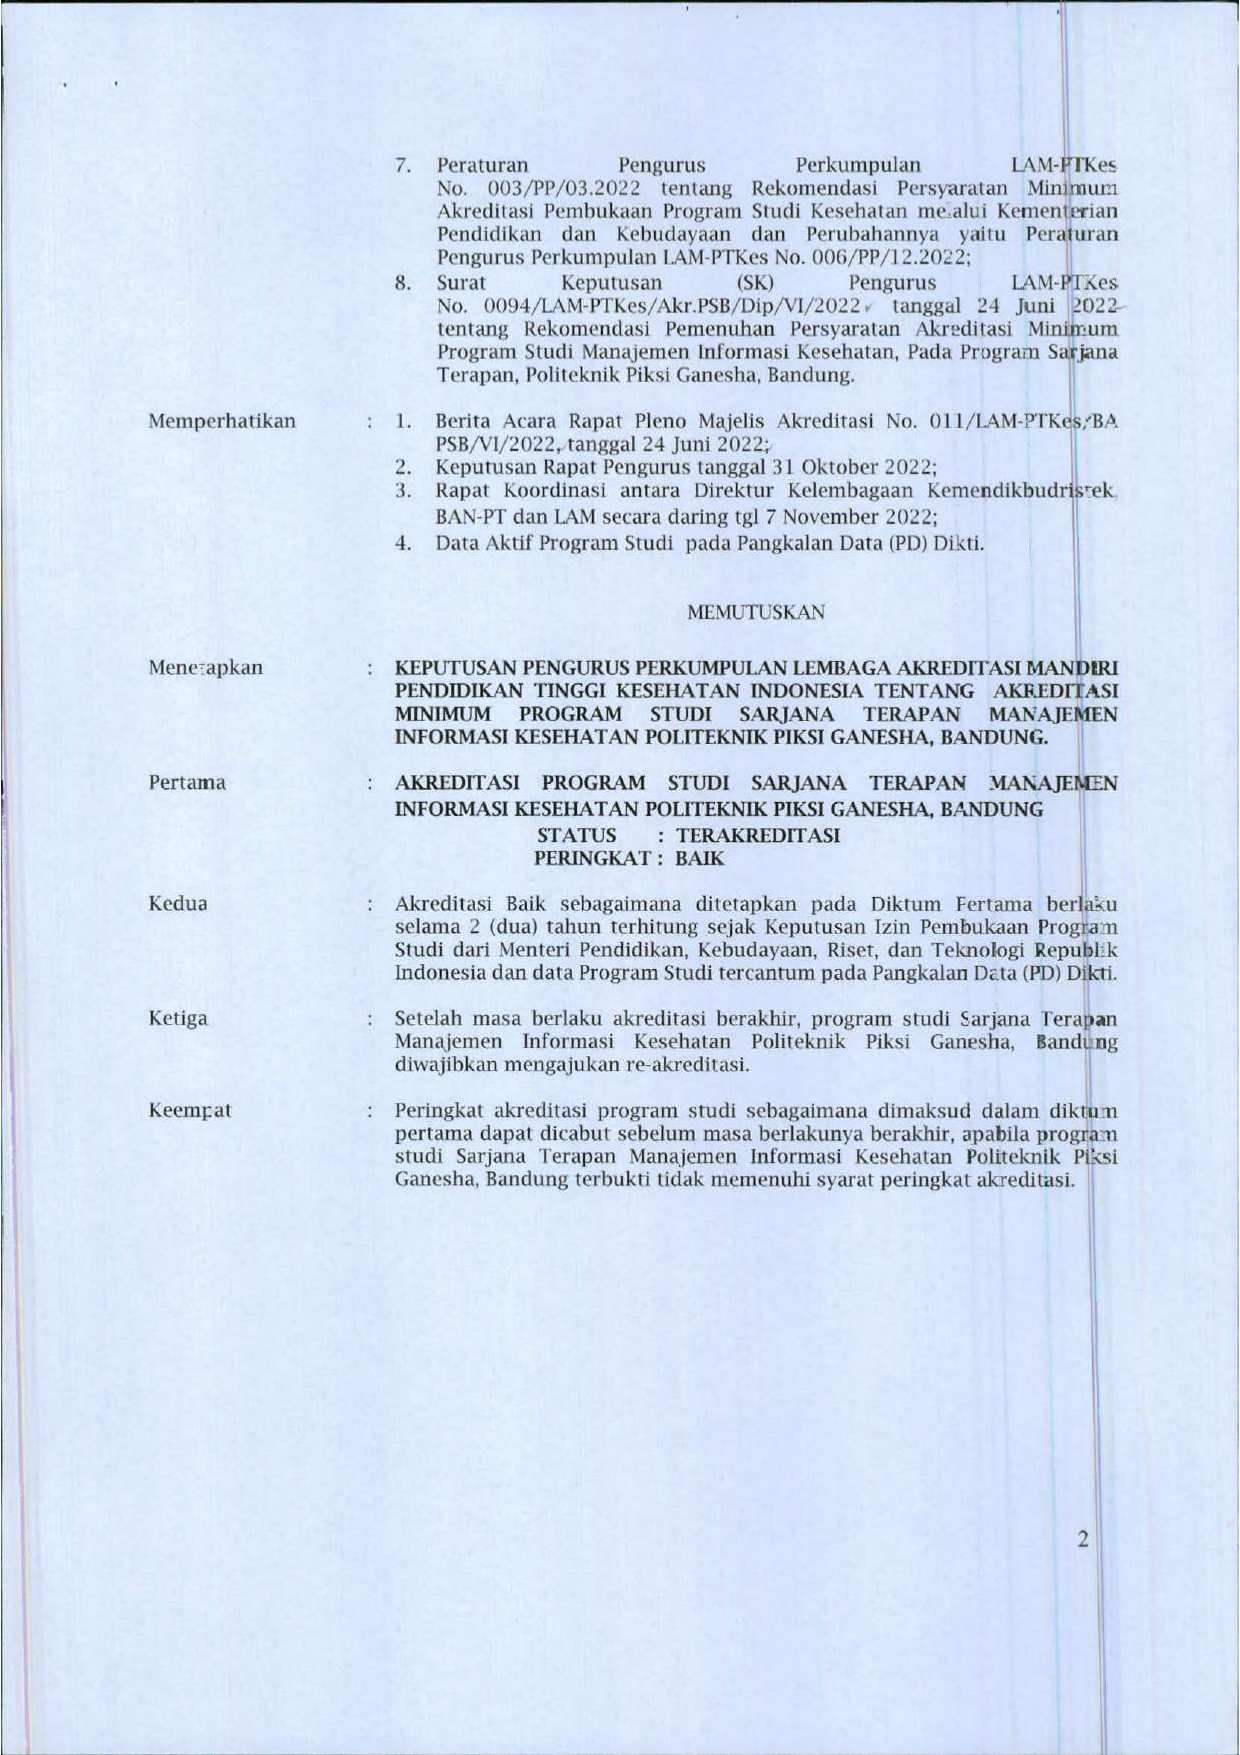 7. Peraturan Pengurus Perkumpulan LAM-PTKes
No. 003/PP/03.2022 tentang Rekomendasi Persyaratan Minimum
Akreditasi Pembukaan Program Studi Kesehatan melalui Kementerian
Pendidikan dan Kebudayaan dan Perubahannya yaitu Peraturan
Pengurus Perkumpulan LAM-PTKes No. 006/PP/12.2022;
8. Surat Keputusan (SK) Pengurus LAM-PTKes
No. 0094/LAM-PTKes/Akr.PSB/Dip/VI/2022 tanggal 24 Juni 2022
tentang Rekomendasi Pemenuhan Persyaratan Akreditasi Minimum
Program Studi Manajemen Informasi Kesehatan, Pada Program Sarjana
Terapan, Politeknik Piksi Ganesha, Bandung.
Memperhatikan : 1. Berita Acara Rapat Pleno Majelis Akreditasi No. 011/LAM-PTKes/BA
PSB/VI/2022, tanggal 24 Juni 2022;
2. Keputusan Rapat Pengurus tanggal 31 Oktober 2022;
3. Rapat Koordinasi antara Direktur Kelembagaan Kemendikbudristek,
BAN-PT dan LAM secara daring tgl 7 November 2022;
4. Data Aktif Program Studi pada Pangkalan Data (PD) Dikti.
MEMUTUSKAN
Menetapkan : KEPUTUSAN PENGURUS PERKUMPULAN LEMBAGA AKREDITASI MANDIRI
PENDIDIKAN TINGGI KESEHATAN INDONESIA TENTANG AKREDITASI
MINIMUM PROGRAM STUDI SARJANA TERAPAN MANAJEMEN
INFORMASI KESEHATAN POLITEKNIK PIKSI GANESHA, BANDUNG.
Pertama : AKREDITASI PROGRAM STUDI SARJANA TERAPAN MANAJEMEN
INFORMASI KESEHATAN POLITEKNIK PIKSI GANESHA, BANDUNG
STATUS : TERAKREDITASI
PERINGKAT : BAIK
Kedua : Akreditasi Baik sebagaimana ditetapkan pada Diktum Pertama berlaku
selama 2 (dua) tahun terhitung sejak Keputusan Izin Pembukaan Program
Studi dari Menteri Pendidikan, Kebudayaan, Riset, dan Teknologi Republik
Indonesia dan data Program Studi tercantum pada Pangkalan Data (PD) Dikti.
Ketiga : Setelah masa berlaku akreditasi berakhir, program studi Sarjana Terapan
Manajemen Informasi Kesehatan Politeknik Piksi Ganesha, Bandung
diwajibkan mengajukan re-akreditasi.
Keempat : Peringkat akreditasi program studi sebagaimana dimaksud dalam diktum
pertama dapat dicabut sebelum masa berlakunya berakhir, apabila program
studi Sarjana Terapan Manajemen Informasi Kesehatan Politeknik Piksi
Ganesha, Bandung terbukti tidak memenuhi syarat peringkat akreditasi.
2